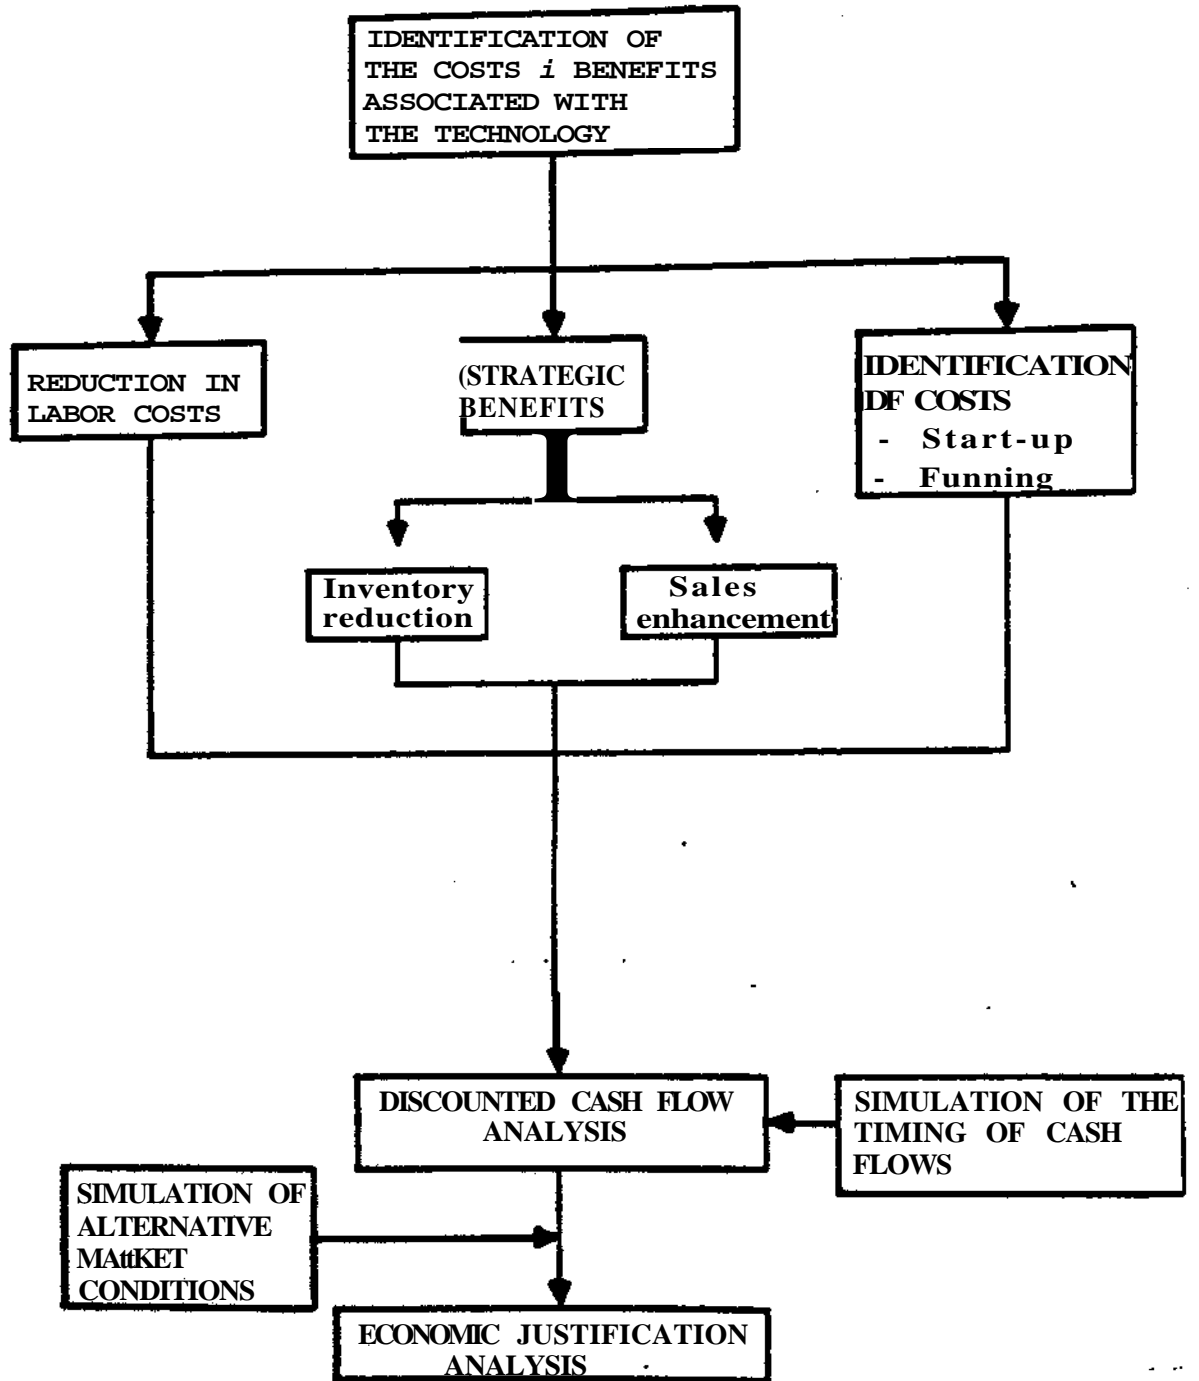 IDENTIFICATION OF
THE COSTS i BENEFITS
ASSOCIATED WITH
THE TECHNOLOGY
REDUCTION IN
LABOR COSTS
(STRATEGIC
BENEFITS
IDENTIFICATION
DF COSTS
- Start-up
- Funning
Inventory
reduction
Sales
enhancement
DISCOUNTED CASH FLOW
ANALYSIS
SIMULATION OF THE
TIMING OF CASH
FLOWS
SIMULATION OF
ALTERNATIVE
MAttKET
CONDITIONS
ECONOMIC JUSTIFICATION
ANALYSIS